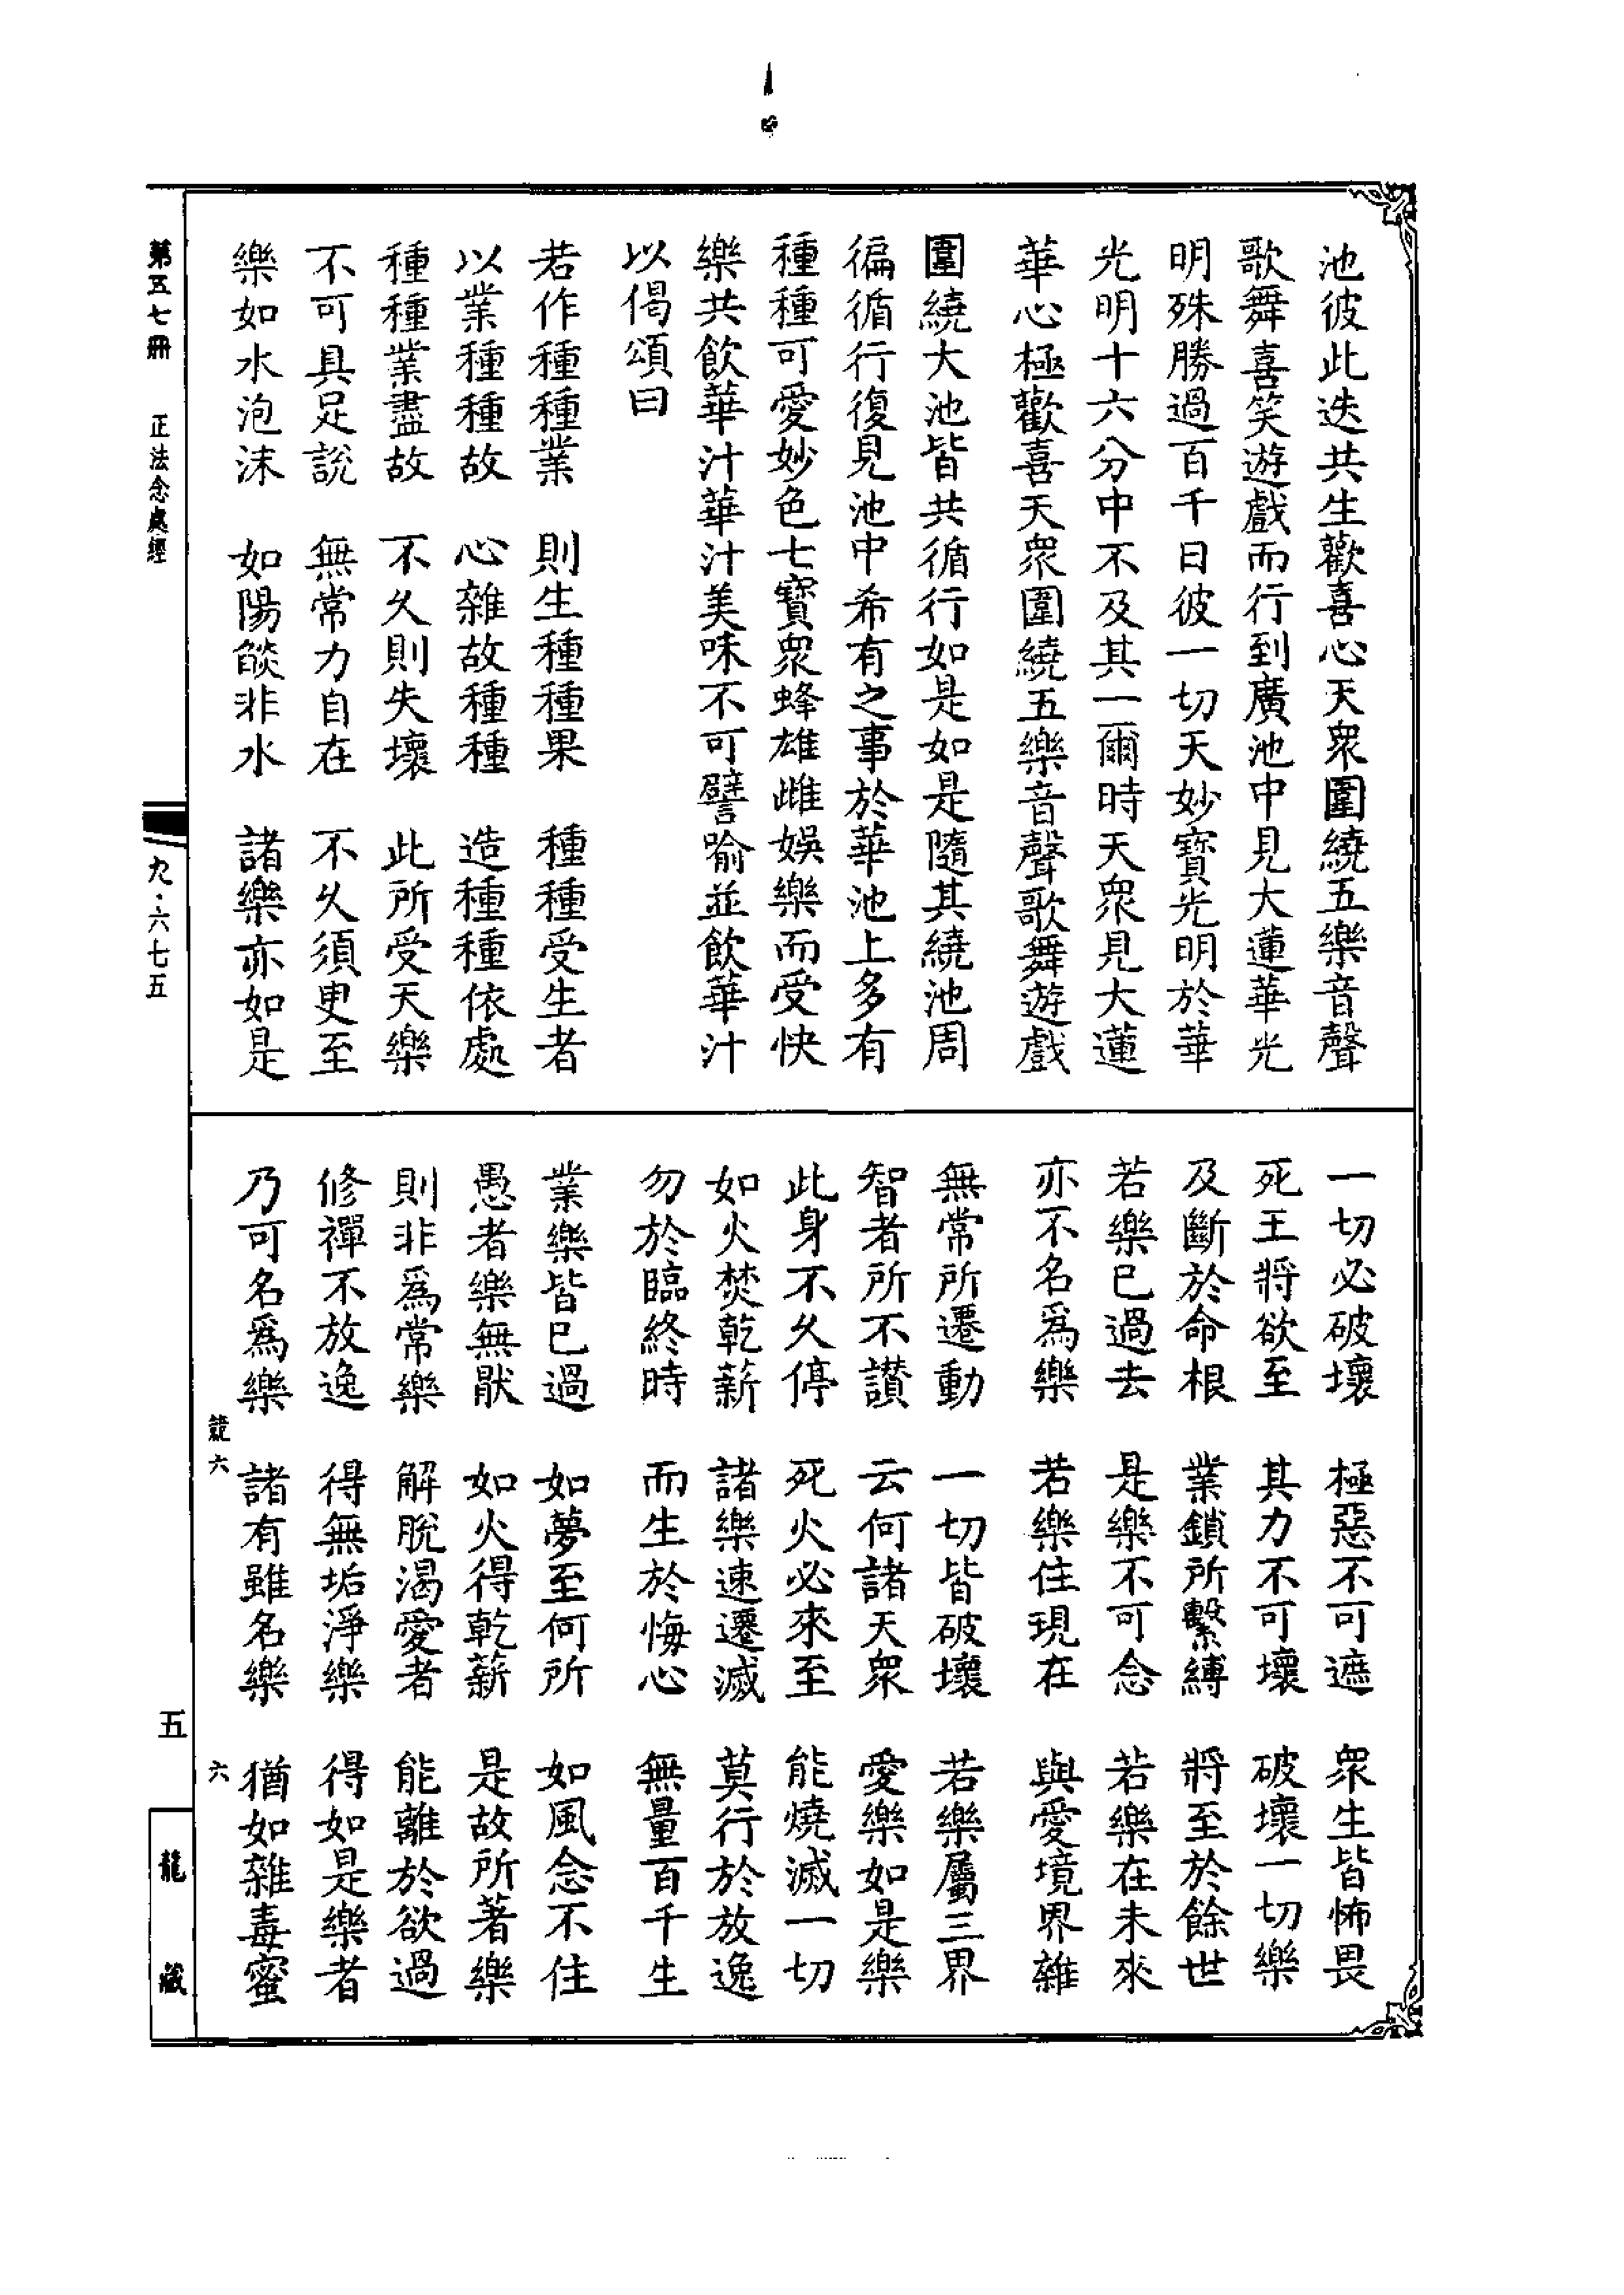 池彼此迭共生歡喜心天眾圍繞五樂音聲
歌舞喜笑遊戲而行到廣池中見大蓮華光
明殊勝過百千日彼一切天妙寶光明於華
光明十六分中不及其一爾時天眾見大蓮
華心極歡喜天眾圍繞五樂音聲歌舞遊戲
圍繞大池皆共循行如是如是隨其繞池周
徧循行復見池中希有之事於華池上多有
種種可愛妙色七寶眾蜂雄雌娛樂而受快
樂共飲華汁華汁美味不可譬喻並飲華汁
以偈頌曰
若作種種業　則生種種果　種種受生者
以業種種故　心雜故種種　造種種依處
種種業盡故　不久則失壞　此所受天樂
不可具足說　無常力自在　不久須臾至
樂如水泡沫　如陽燄非水　諸樂亦如是
一切必破壞　極惡不可遮　眾生皆怖畏
死王將欲至　其力不可壞　破壞一切樂
及斷於命根　業鎖所繫縛　將至於餘世
若樂已過去　是樂不可念　若樂在未來
亦不名爲樂　若樂住現在　與愛境界雜
無常所遷動　一切皆破壞　若樂屬三界
智者所不讚　云何諸天眾　愛樂如是樂
此身不久停　死火必來至　能燒滅一切
如火焚乾薪　諸樂速遷滅　莫行於放逸
勿於臨終時　而生於悔心　無量百千生
業樂皆已過　如夢至何所　如風念不住
愚者樂無厭　如火得乾薪　是故所著樂
則非爲常樂　解脫渴愛者　能離於欲過
修禪不放逸　得無垢淨樂　得如是樂者
乃可名爲樂　諸有雖名樂　猶如雜毒蜜
競六　六
第五七冊　正法念處經
九·六七五
五
龍藏